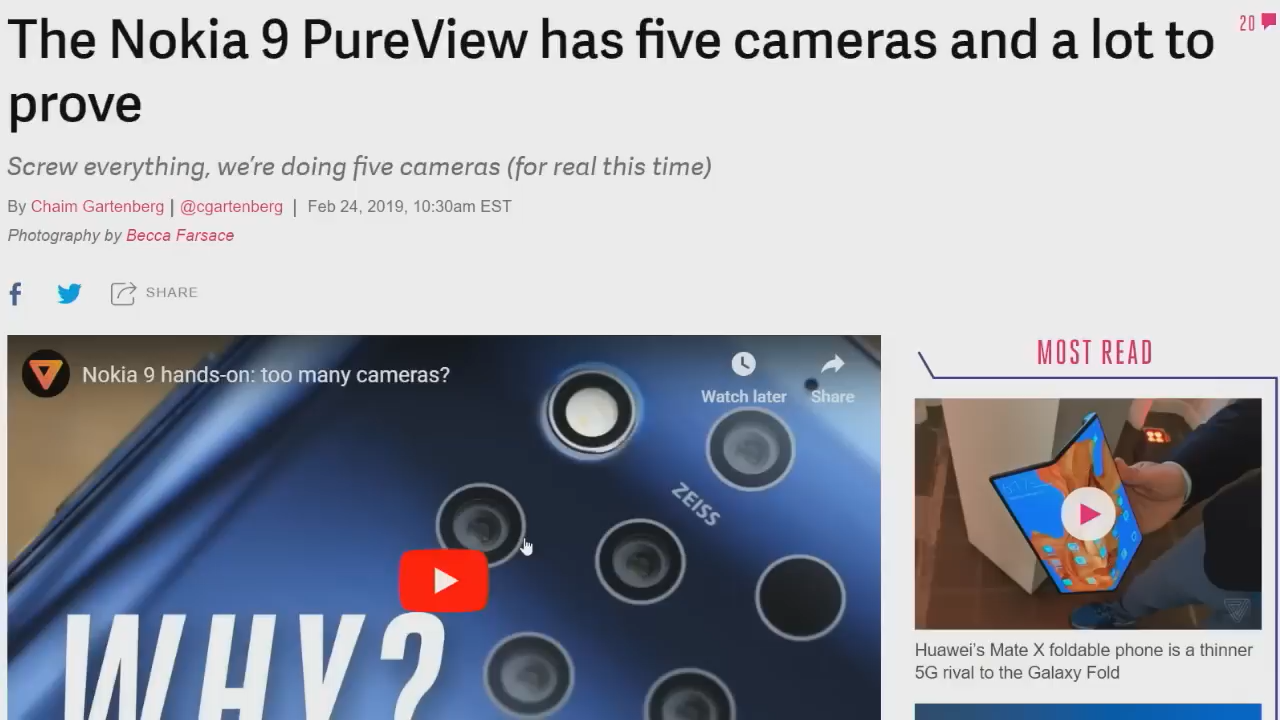 The Nokia 9 PureView has five cameras and a lot to
prove
20
Screw everything, we're doing five cameras (for real this time)
By Chaim Gartenberg | @cgartenberg | Feb 24, 2019, 10:30am EST
Photography by Becca Farsace
SHARE
Nokia 9 hands-on: too many cameras?
Watch later
Share
ZEISS
WHY?
MOST READ
Huawei's Mate X foldable phone is a thinner
5G rival to the Galaxy Fold